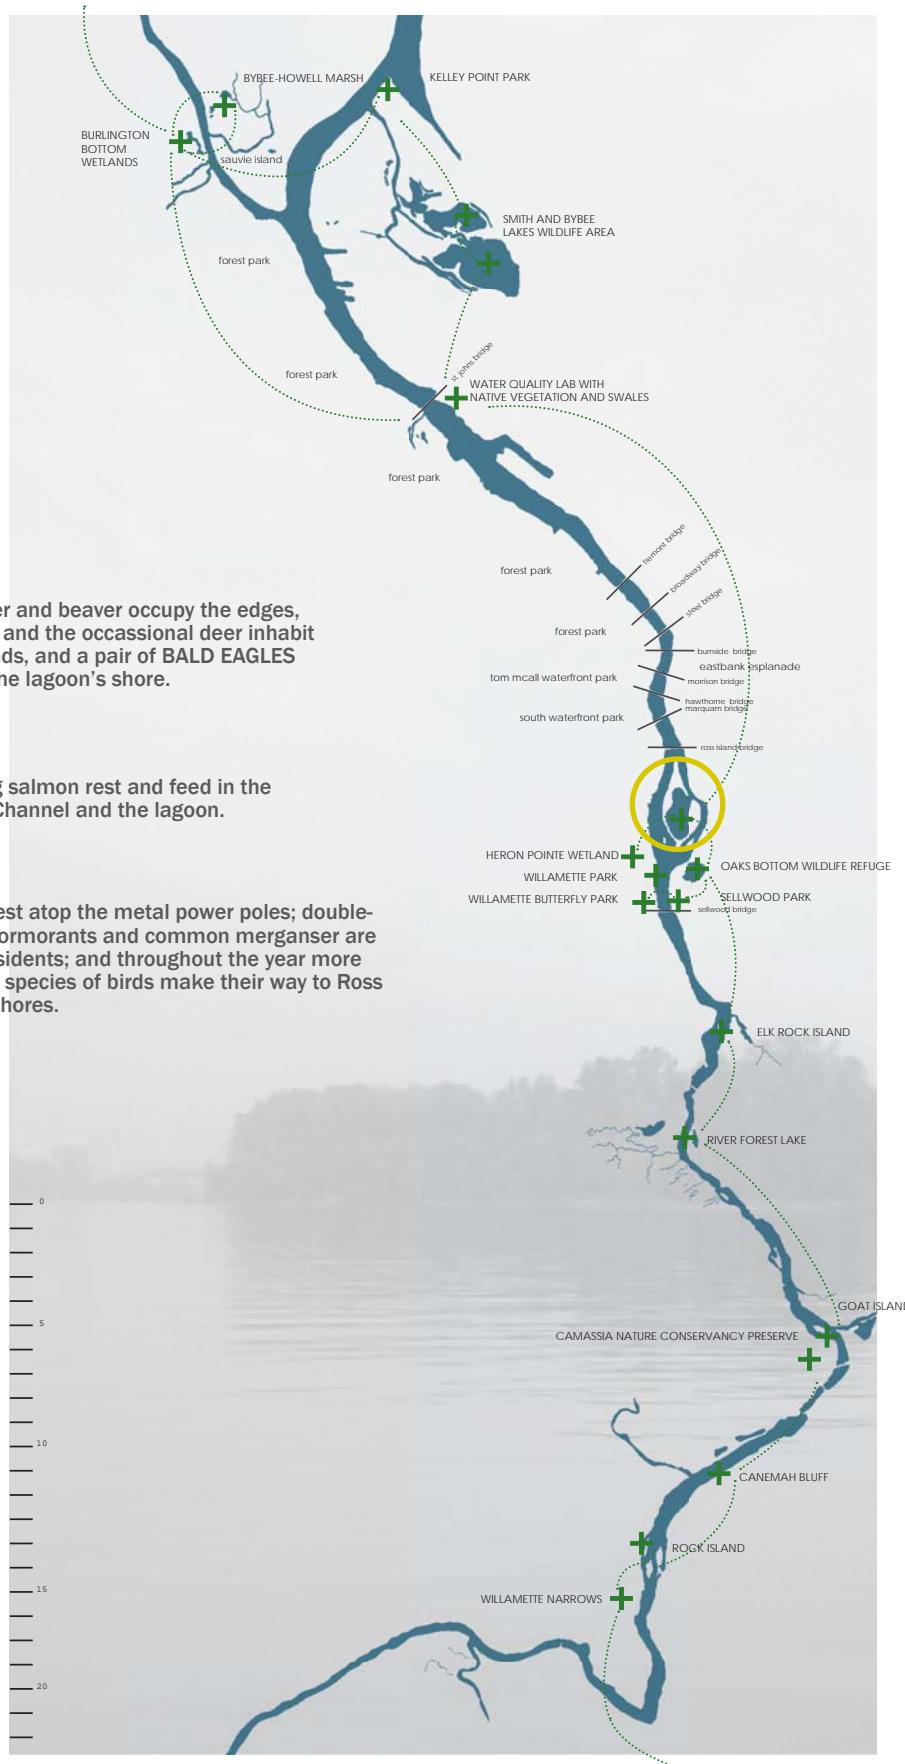 BYBEE-HOWELL MARSH
KELLEY POINT PARK
BURLINGTON
BOTTOM
WETLANDS
sauvie island
SMITH AND BYBEE
LAKES WILDLIFE AREA
forest park
st. johns bridge
forest park
WATER QUALITY LAB WITH
NATIVE VEGETATION AND SWALES
forest park
fremont bridge
broadway bridge
forest park
steel bridge
er and beaver occupy the edges,
and the occassional deer inhabit
nds, and a pair of BALD EAGLES
he lagoon's shore.
forest park
burnside bridge
eastbank esplanade
tom mcall waterfront park
morrison bridge
hawthorne bridge
marquam bridge
south waterfront park
ross island bridge
g salmon rest and feed in the
Channel and the lagoon.
HERON POINTE WETLAND
OAKS BOTTOM WILDLIFE REFUGE
WILLAMETTE PARK
WILLAMETTE BUTTERFLY PARK
SELLWOOD PARK
sellwood bridge
est atop the metal power poles; double-
ormorants and common merganser are
sidents; and throughout the year more
species of birds make their way to Ross
hores.
ELK ROCK ISLAND
RIVER FOREST LAKE
0
GOAT ISLAND
5
CAMASSIA NATURE CONSERVANCY PRESERVE
10
CANEMAH BLUFF
ROCK ISLAND
15
WILLAMETTE NARROWS
20